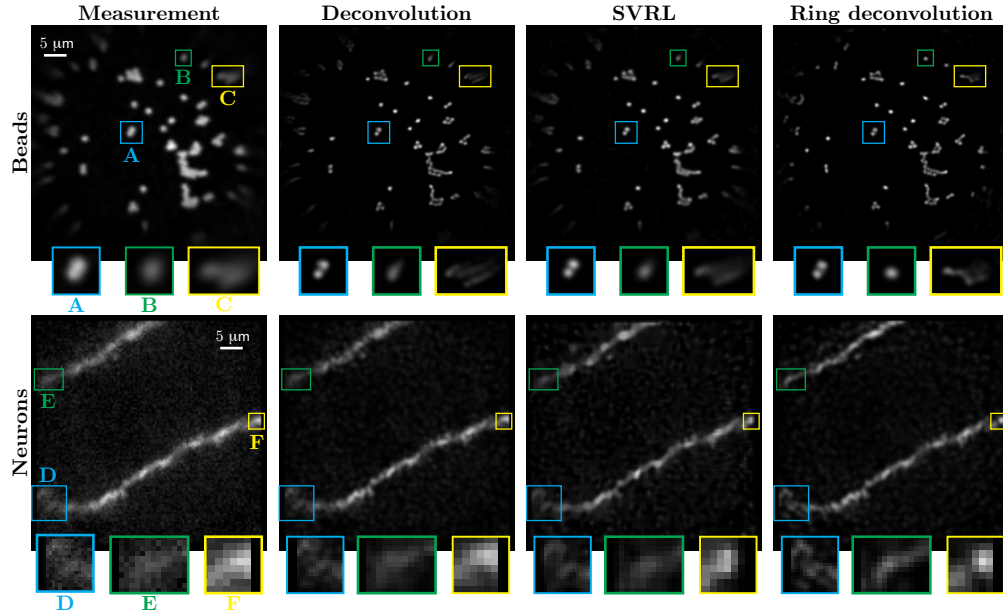 Measurement Deconvolution SVRL Ring deconvolution
Beads
5 μm
B
C
A
A B C
Neurons
5 μm
E
F
D
D E F